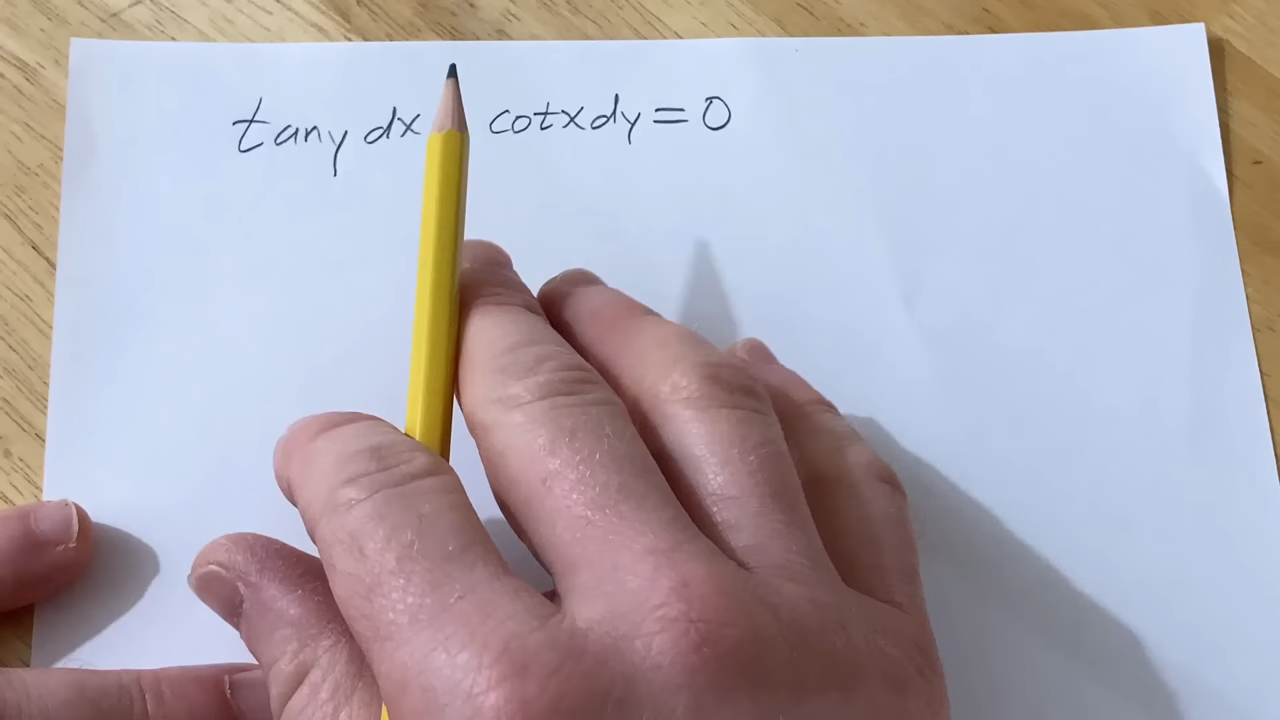 tany dx cotxdy = 0